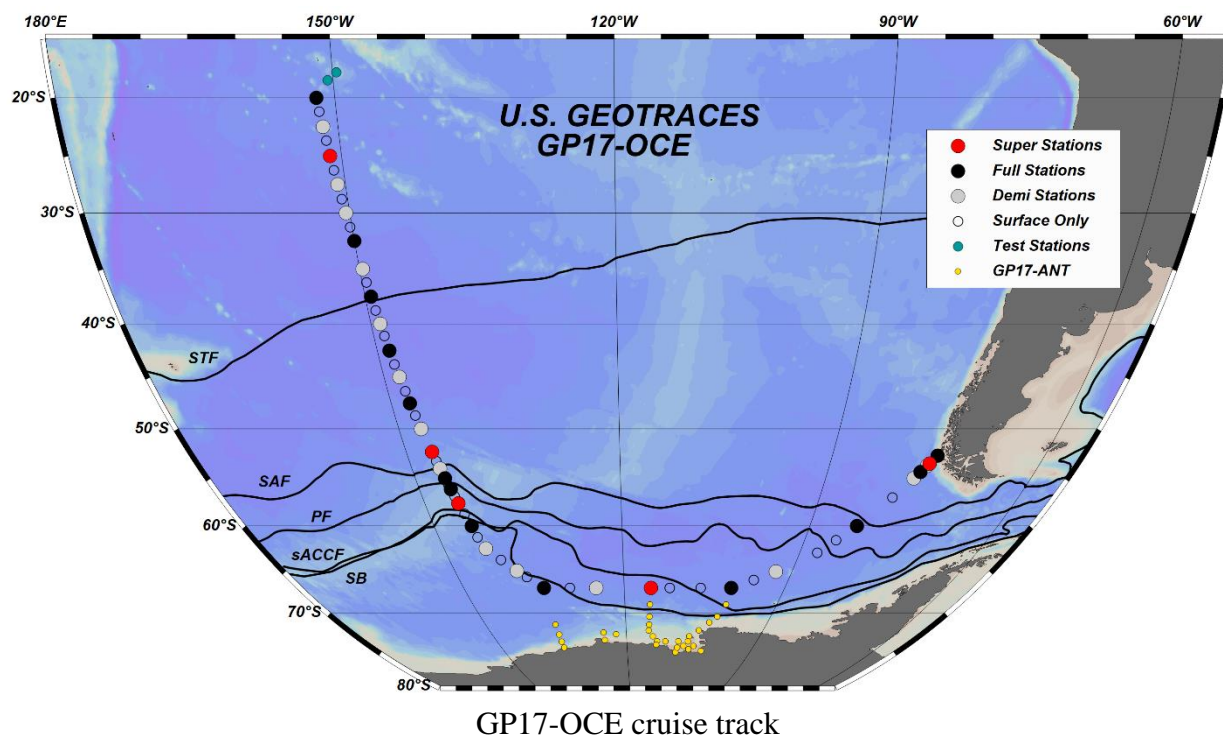 180°E 150°W 120°W 90°W 60°W
20°S
30°S
40°S
50°S
60°S
70°S
80°S
U.S. GEOTRACES
GP17-OCE
Super Stations
Full Stations
Demi Stations
Surface Only
Test Stations
GP17-ANT
STF
SAF
PF
sACCF
SB
GP17-OCE cruise track